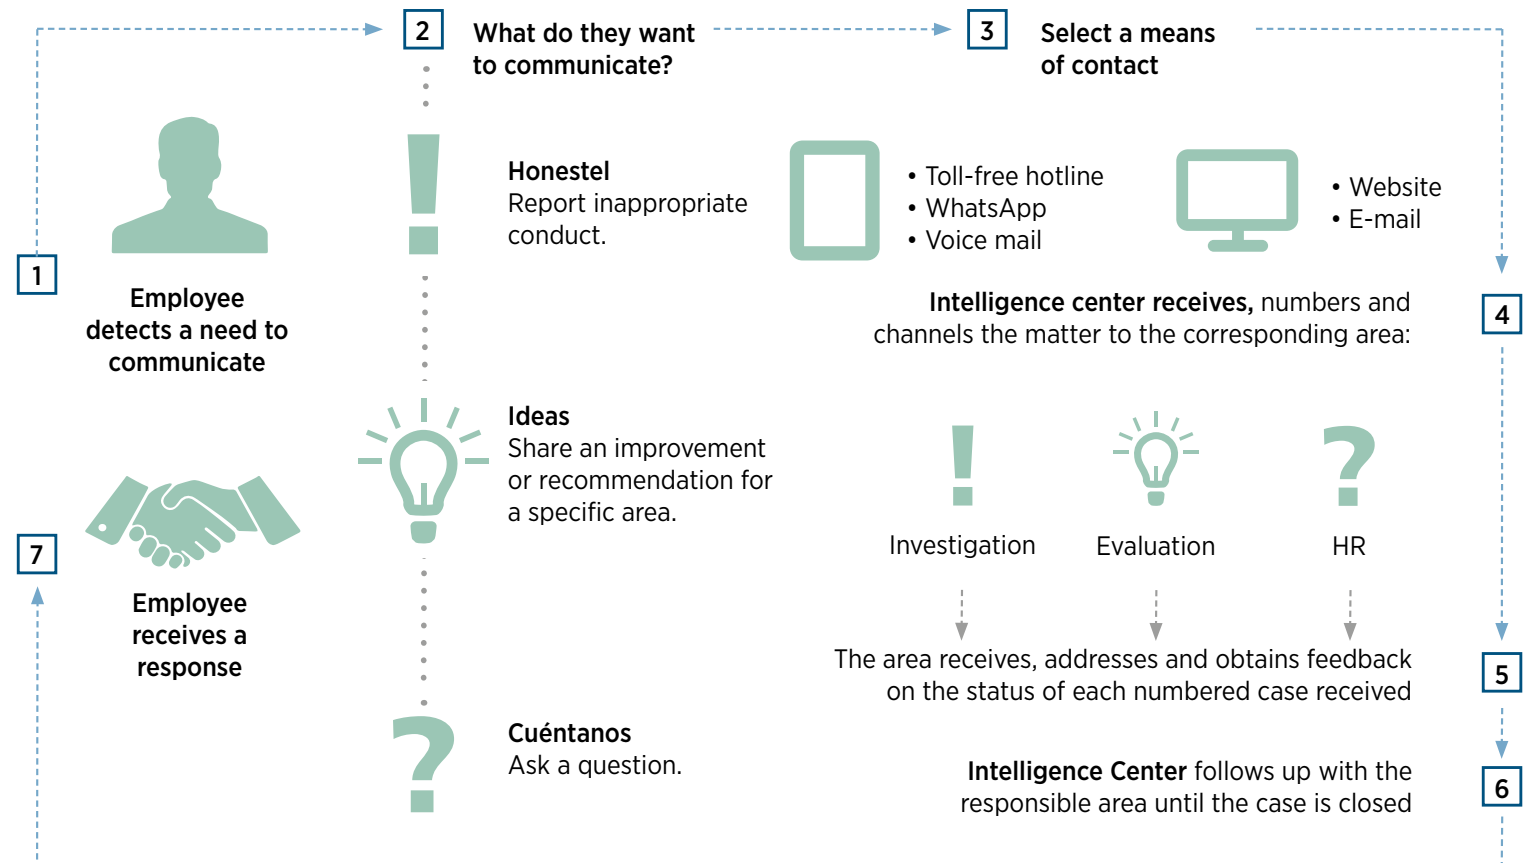 1
Employee
detects a need to
communicate
2
What do they want
to communicate?
Honestel
Report inappropriate
conduct.
Ideas
Share an improvement
or recommendation for
a specific area.
Cuéntanos
Ask a question.
3
Select a means
of contact
• Toll-free hotline
• WhatsApp
• Voice mail
• Website
• E-mail
4
Intelligence center receives, numbers and
channels the matter to the corresponding area:
Investigation
Evaluation
HR
5
The area receives, addresses and obtains feedback
on the status of each numbered case received
6
Intelligence Center follows up with the
responsible area until the case is closed
7
Employee
receives a
response